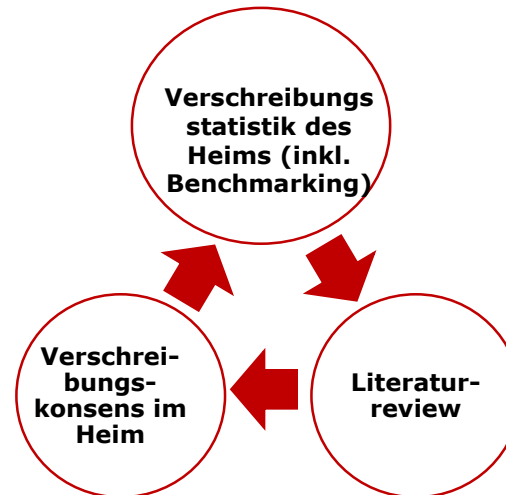 Verschreibungs
statistik des
Heims (inkl.
Benchmarking)
Verschrei-
bungs-
konsens im
Heim
Literatur-
review